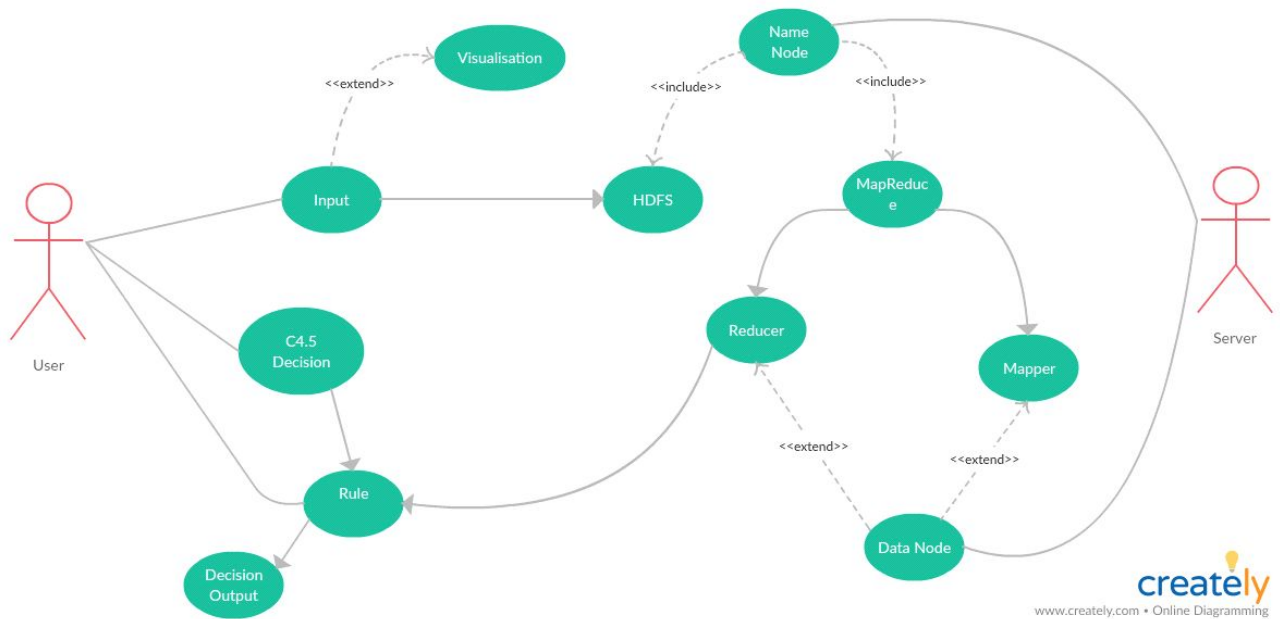 Name
Node
Visualisation
<<extend>>
<<include>>
<<include>>
Input
HDFS
MapReduc
e
User
C4.5
Decision
Reducer
Mapper
Server
<<extend>>
<<extend>>
Rule
Data Node
Decision
Output
creately
www.creately.com • Online Diagramming